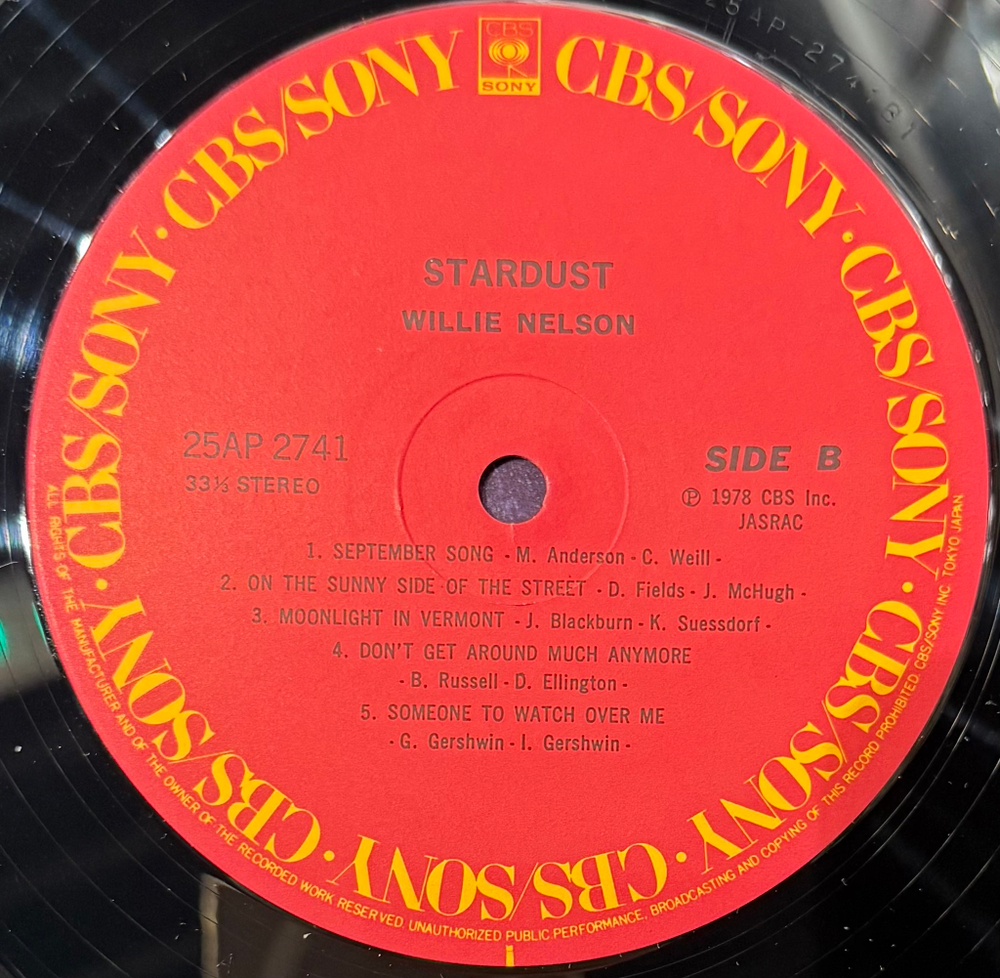 25AP-2741B1
CBS
SONY
CBS/SONY · CBS/SONY · CBS/SONY · CBS/SONY · CBS/SONY · CBS/SONY · CBS/SONY · CBS/SONY
STARDUST
WILLIE NELSON
25AP 2741
33⅓ STEREO
SIDE B
Ⓟ 1978 CBS Inc.
JASRAC
1. SEPTEMBER SONG - M. Anderson - C. Weill -
2. ON THE SUNNY SIDE OF THE STREET - D. Fields - J. McHugh -
3. MOONLIGHT IN VERMONT - J. Blackburn - K. Suessdorf -
4. DON'T GET AROUND MUCH ANYMORE
- B. Russell - D. Ellington -
5. SOMEONE TO WATCH OVER ME
- G. Gershwin - I. Gershwin -
ALL RIGHTS OF THE MANUFACTURER AND OF THE OWNER OF THE RECORDED WORK RESERVED. UNAUTHORIZED PUBLIC PERFORMANCE, BROADCASTING AND COPYING OF THIS RECORD PROHIBITED. CBS/SONY INC. TOKYO JAPAN